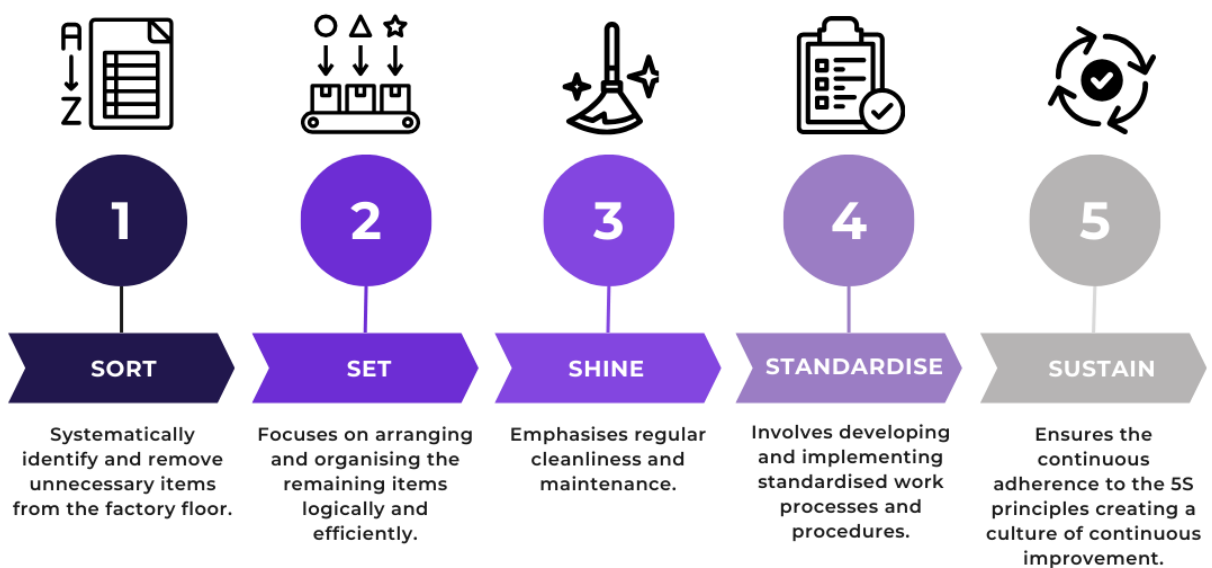 A
Z
1
2
3
4
5
SORT
SET
SHINE
STANDARDISE
SUSTAIN
Systematically
identify and remove
unnecessary items
from the factory floor.
Focuses on arranging
and organising the
remaining items
logically and
efficiently.
Emphasises regular
cleanliness and
maintenance.
Involves developing
and implementing
standardised work
processes and
procedures.
Ensures the
continuous
adherence to the 5S
principles creating a
culture of continuous
improvement.